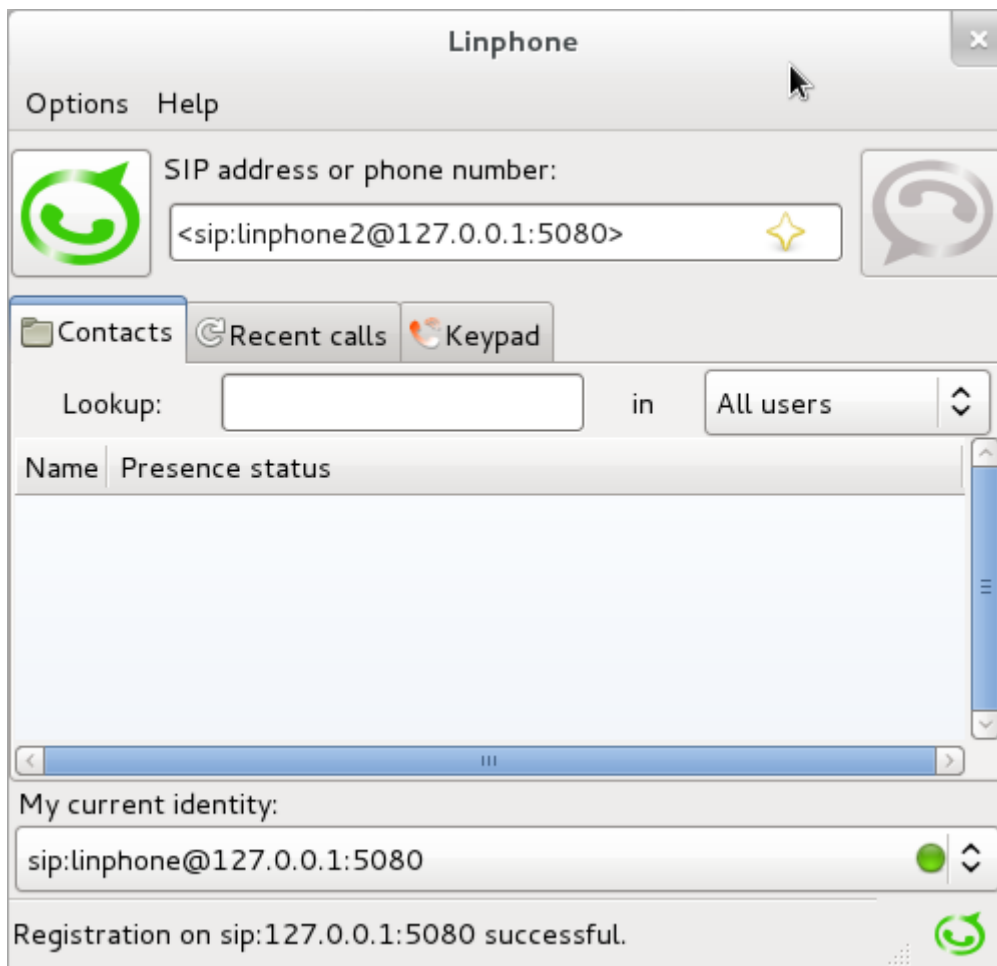 Linphone
Options Help
SIP address or phone number:
<sip:linphone2@127.0.0.1:5080>
Contacts Recent calls Keypad
Lookup: in All users
Name Presence status
My current identity:
sip:linphone@127.0.0.1:5080
Registration on sip:127.0.0.1:5080 successful.